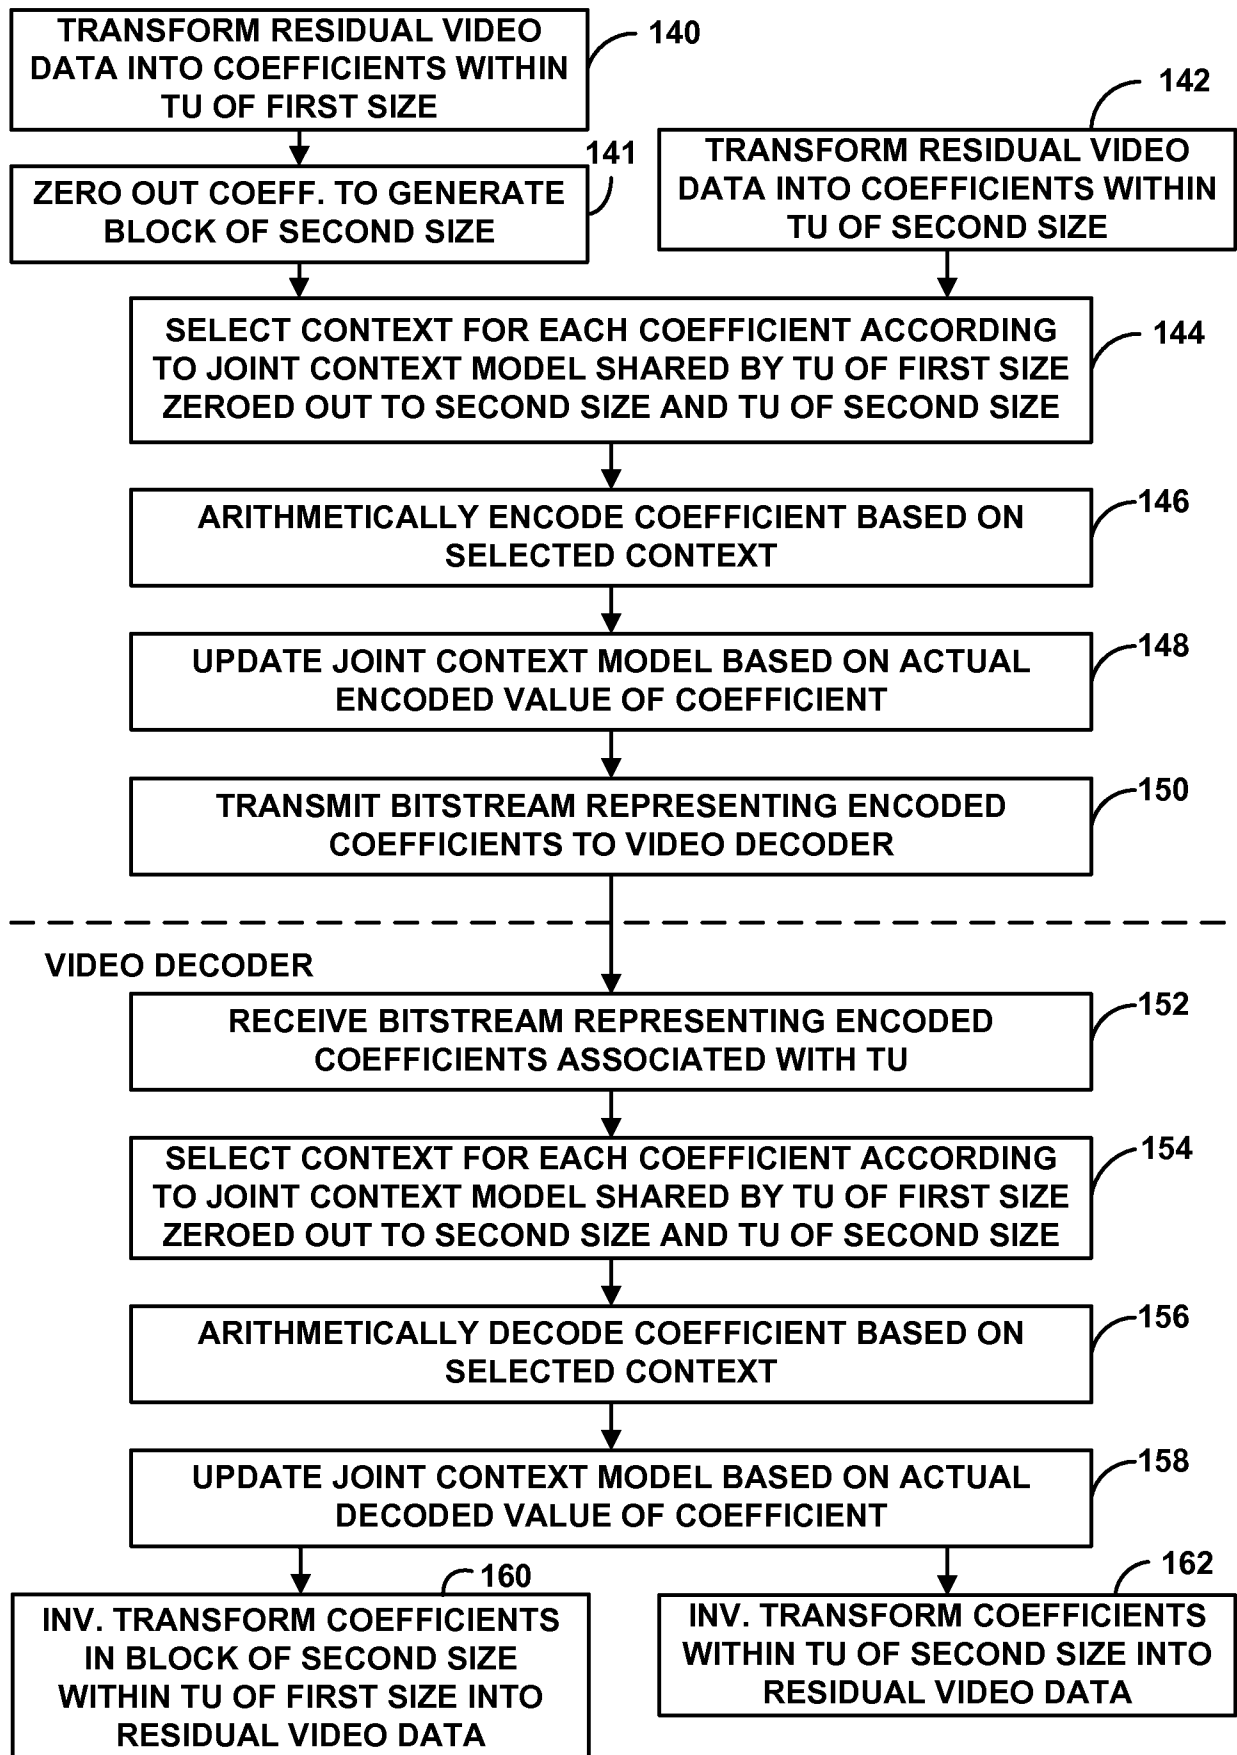 TRANSFORM RESIDUAL VIDEO
DATA INTO COEFFICIENTS WITHIN
TU OF FIRST SIZE
140
142
141
ZERO OUT COEFF. TO GENERATE
BLOCK OF SECOND SIZE
TRANSFORM RESIDUAL VIDEO
DATA INTO COEFFICIENTS WITHIN
TU OF SECOND SIZE
SELECT CONTEXT FOR EACH COEFFICIENT ACCORDING
TO JOINT CONTEXT MODEL SHARED BY TU OF FIRST SIZE
ZEROED OUT TO SECOND SIZE AND TU OF SECOND SIZE
144
ARITHMETICALLY ENCODE COEFFICIENT BASED ON
SELECTED CONTEXT
146
UPDATE JOINT CONTEXT MODEL BASED ON ACTUAL
ENCODED VALUE OF COEFFICIENT
148
TRANSMIT BITSTREAM REPRESENTING ENCODED
COEFFICIENTS TO VIDEO DECODER
150
VIDEO DECODER
RECEIVE BITSTREAM REPRESENTING ENCODED
COEFFICIENTS ASSOCIATED WITH TU
152
SELECT CONTEXT FOR EACH COEFFICIENT ACCORDING
TO JOINT CONTEXT MODEL SHARED BY TU OF FIRST SIZE
ZEROED OUT TO SECOND SIZE AND TU OF SECOND SIZE
154
ARITHMETICALLY DECODE COEFFICIENT BASED ON
SELECTED CONTEXT
156
UPDATE JOINT CONTEXT MODEL BASED ON ACTUAL
DECODED VALUE OF COEFFICIENT
158
160
INV. TRANSFORM COEFFICIENTS
IN BLOCK OF SECOND SIZE
WITHIN TU OF FIRST SIZE INTO
RESIDUAL VIDEO DATA
162
INV. TRANSFORM COEFFICIENTS
WITHIN TU OF SECOND SIZE INTO
RESIDUAL VIDEO DATA